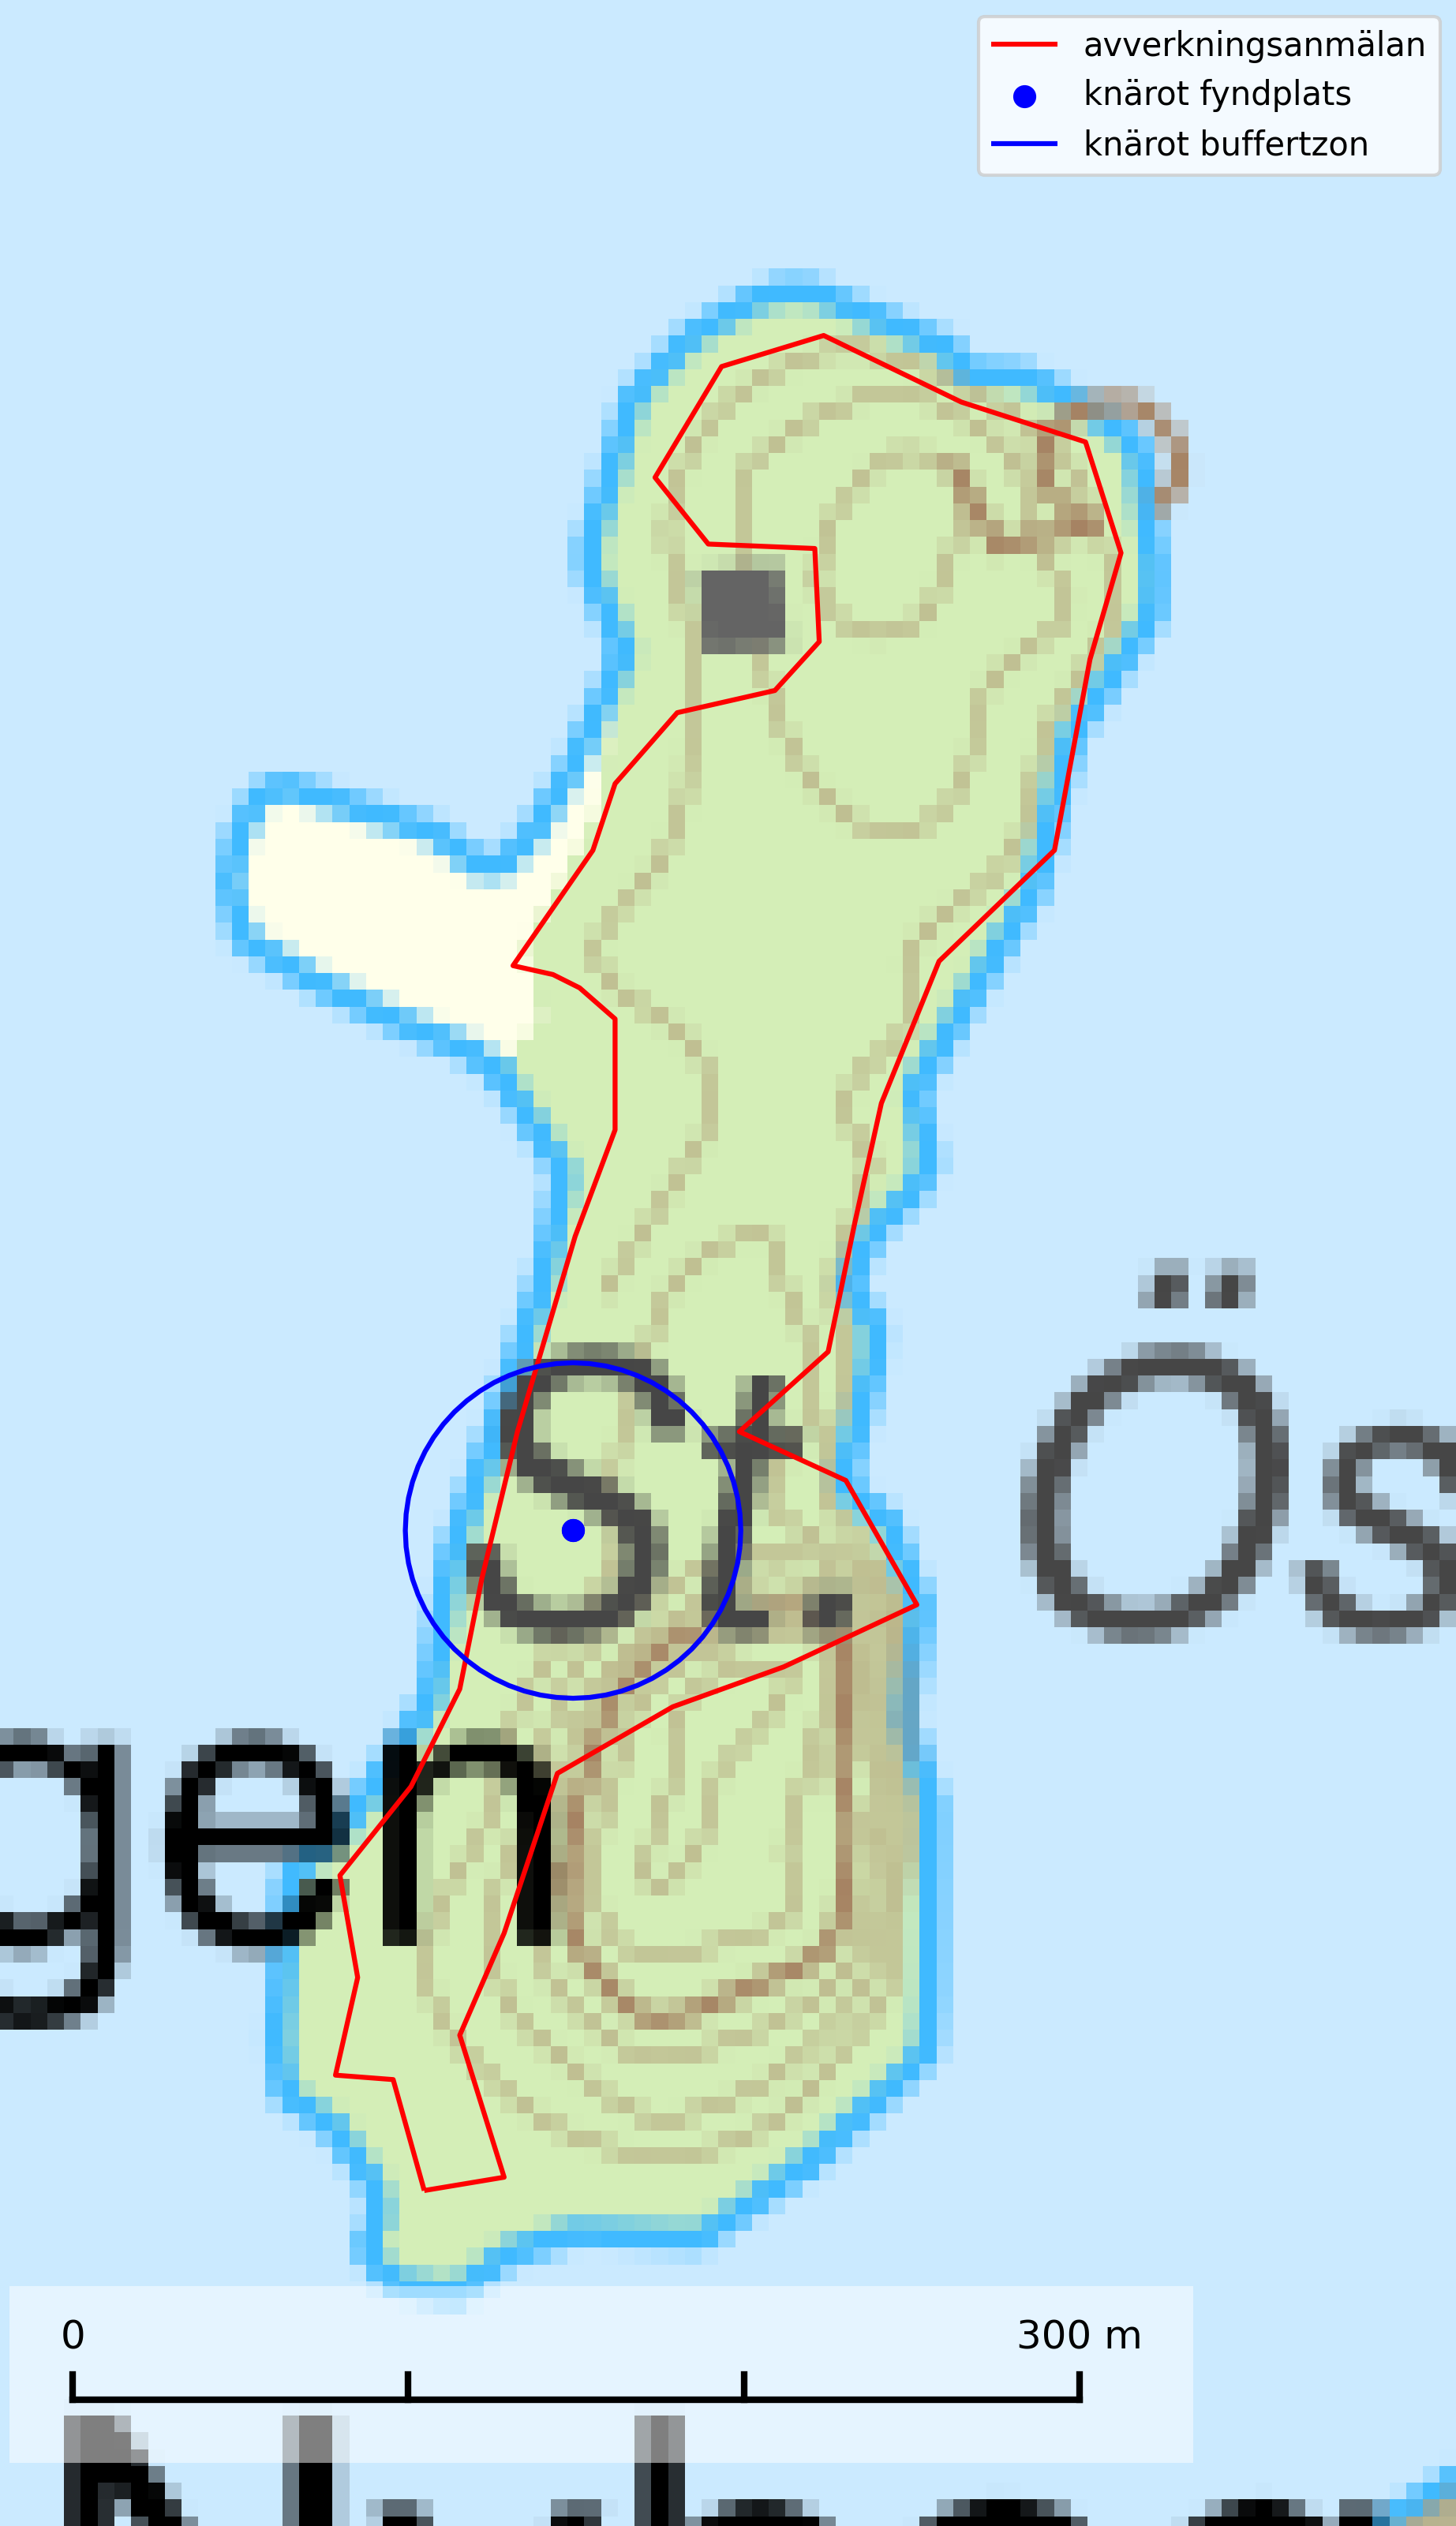 avverkningsanmälan
knärot fyndplats
knärot buffertzon
St. Ös
gen
0 300 m